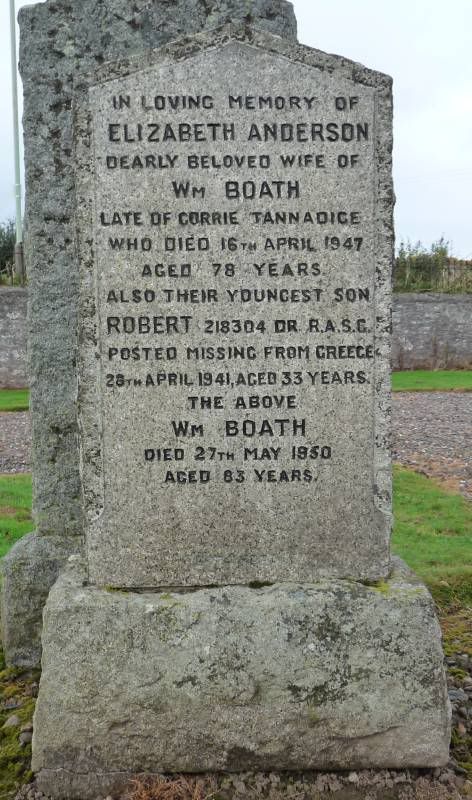 IN LOVING MEMORY OF
ELIZABETH ANDERSON
DEARLY BELOVED WIFE OF
WM BOATH
LATE OF CORRIE TANNADICE
WHO DIED 16TH APRIL 1947
AGED 78 YEARS.
ALSO THEIR YOUNGEST SON
ROBERT 218304 DR. R.A.S.C.
POSTED MISSING FROM GREECE
28TH APRIL 1941, AGED 33 YEARS.
THE ABOVE
WM BOATH
DIED 27TH MAY 1950
AGED 83 YEARS.